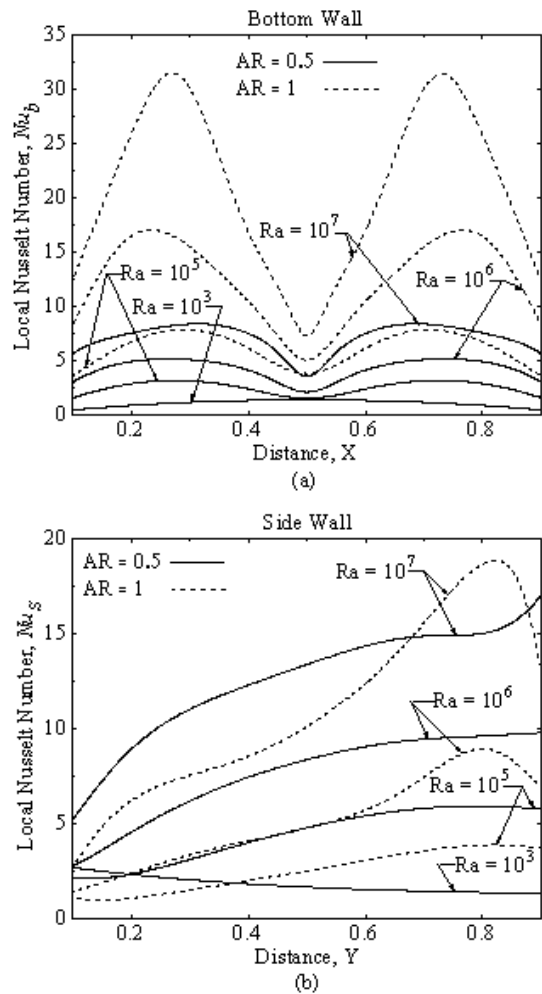 Bottom Wall
AR = 0.5
AR = 1
Local Nusselt Number, Nu_b
35
30
25
20
15
10
5
0
Ra = 10^7
Ra = 10^5
Ra = 10^6
Ra = 10^3
0.2 0.4 0.6 0.8
Distance, X
(a)
Side Wall
AR = 0.5
AR = 1
Local Nusselt Number, Nu_s
20
15
10
5
0
Ra = 10^7
Ra = 10^6
Ra = 10^5
Ra = 10^3
0.2 0.4 0.6 0.8
Distance, Y
(b)